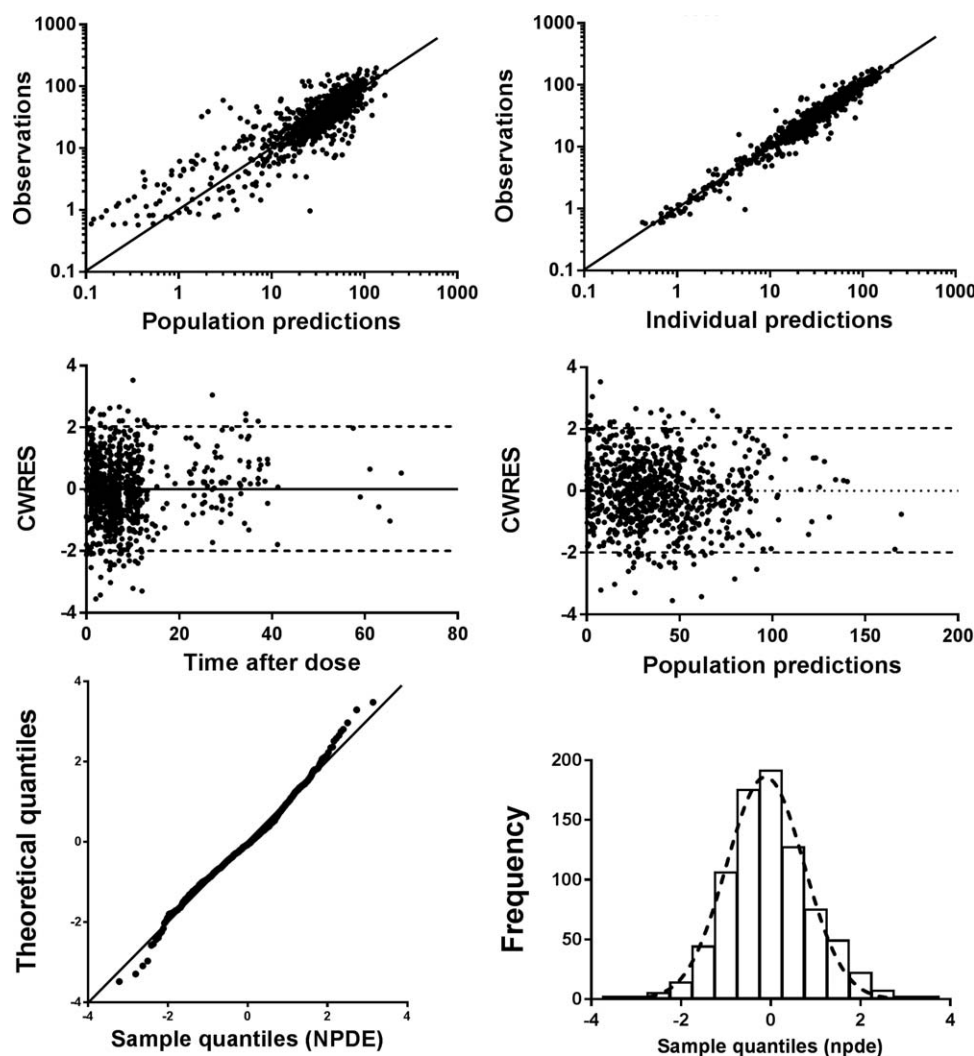 1000
100
10
1
0.1
Observations
0.1 1 10 100 1000
Population predictions
1000
100
10
1
0.1
Observations
0.1 1 10 100 1000
Individual predictions
4
2
0
-2
-4
CWRES
0 20 40 60 80
Time after dose
4
2
0
-2
-4
CWRES
0 50 100 150 200
Population predictions
4
2
0
-2
-4
Theoretical quantiles
-4 -2 0 2 4
Sample quantiles (NPDE)
200
150
100
50
0
Frequency
-4 -2 0 2 4
Sample quantiles (npde)